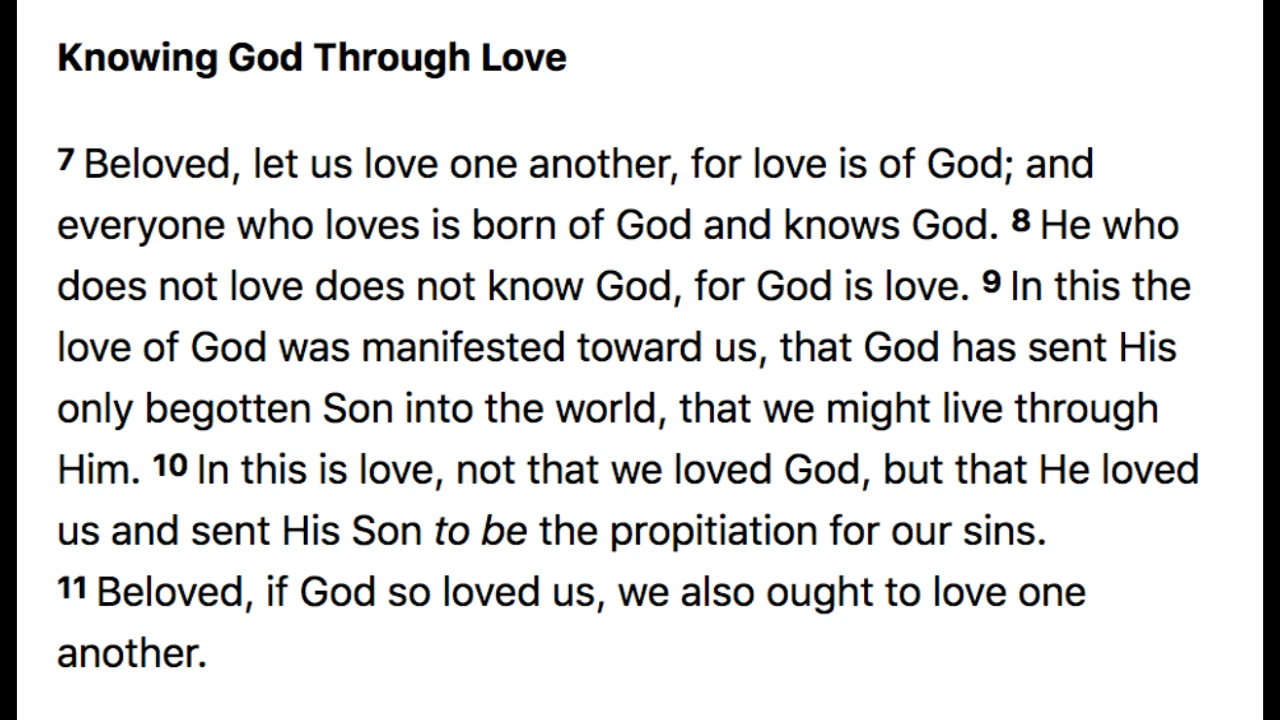 Knowing God Through Love
7 Beloved, let us love one another, for love is of God; and
everyone who loves is born of God and knows God. 8 He who
does not love does not know God, for God is love. 9 In this the
love of God was manifested toward us, that God has sent His
only begotten Son into the world, that we might live through
Him. 10 In this is love, not that we loved God, but that He loved
us and sent His Son to be the propitiation for our sins.
11 Beloved, if God so loved us, we also ought to love one
another.